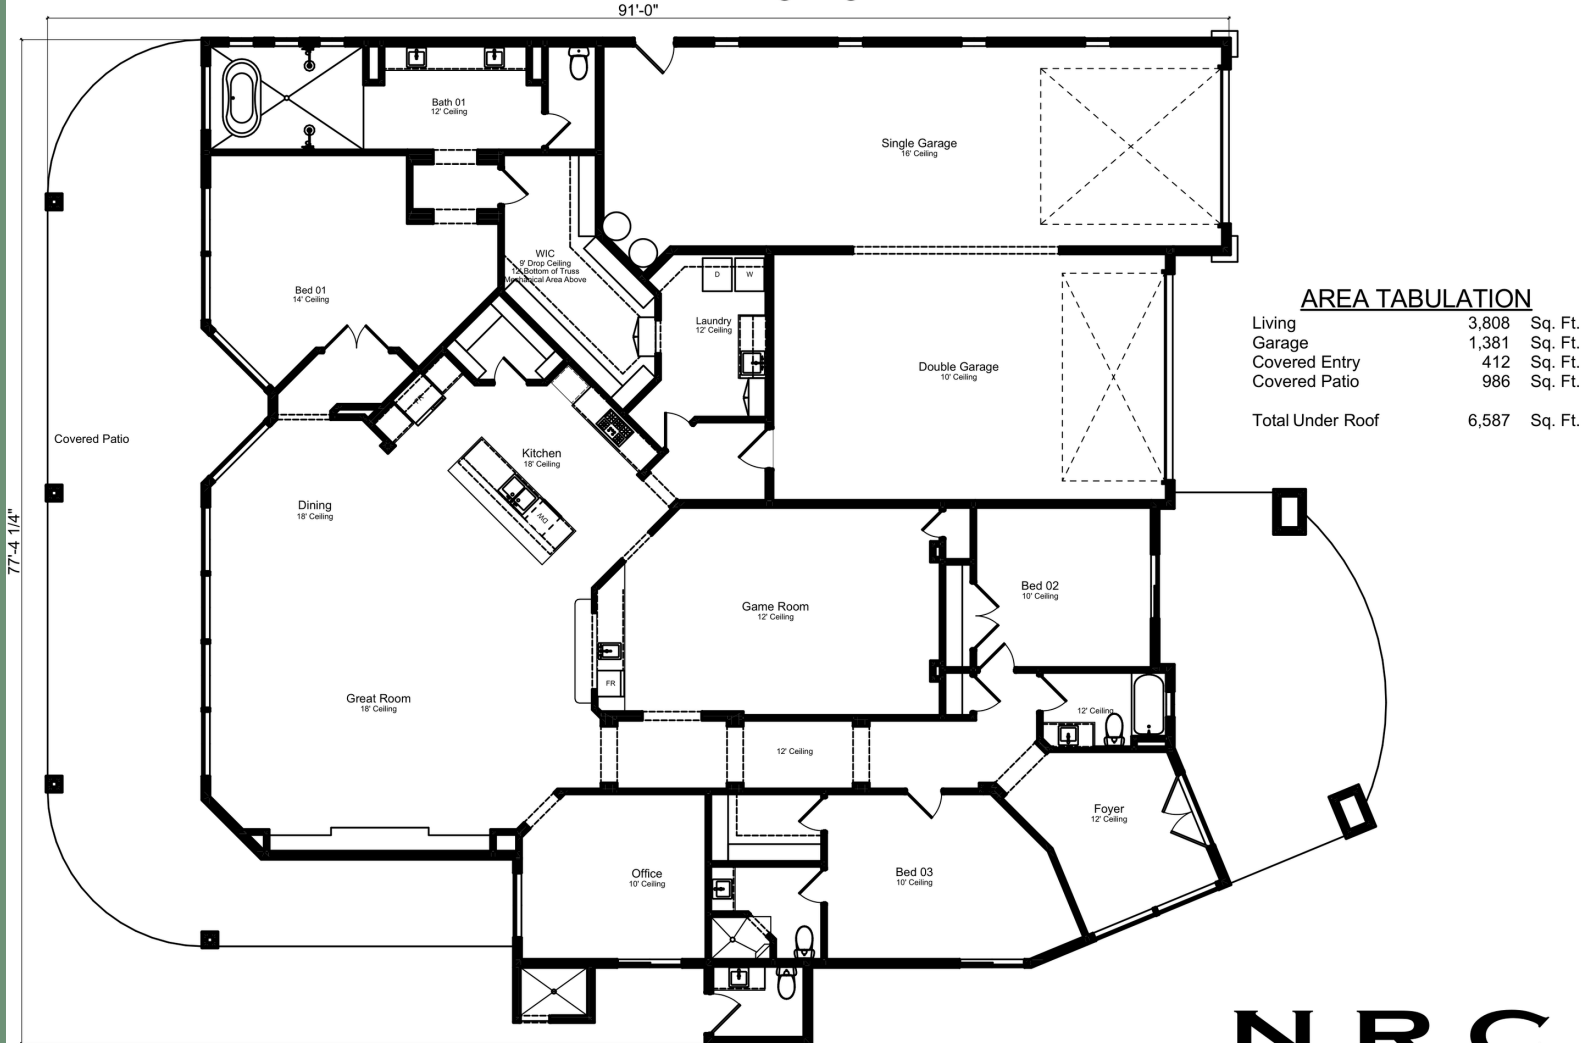 91'-0"
77'-4 1/4"
Bath 01
12' Ceiling
Single Garage
16' Ceiling
WIC
9' Drop Ceiling
12' Bottom of Truss
Mechanical Area Above
D
W
Bed 01
14' Ceiling
Laundry
12' Ceiling
AREA TABULATION
Living 3,808 Sq. Ft.
Garage 1,381 Sq. Ft.
Covered Entry 412 Sq. Ft.
Covered Patio 986 Sq. Ft.
Total Under Roof 6,587 Sq. Ft.
Double Garage
10' Ceiling
FR
Covered Patio
Kitchen
18' Ceiling
Dining
18' Ceiling
DW
Bed 02
10' Ceiling
Game Room
12' Ceiling
FR
Great Room
18' Ceiling
12' Ceiling
12' Ceiling
Foyer
12' Ceiling
Office
10' Ceiling
Bed 03
10' Ceiling
NRC